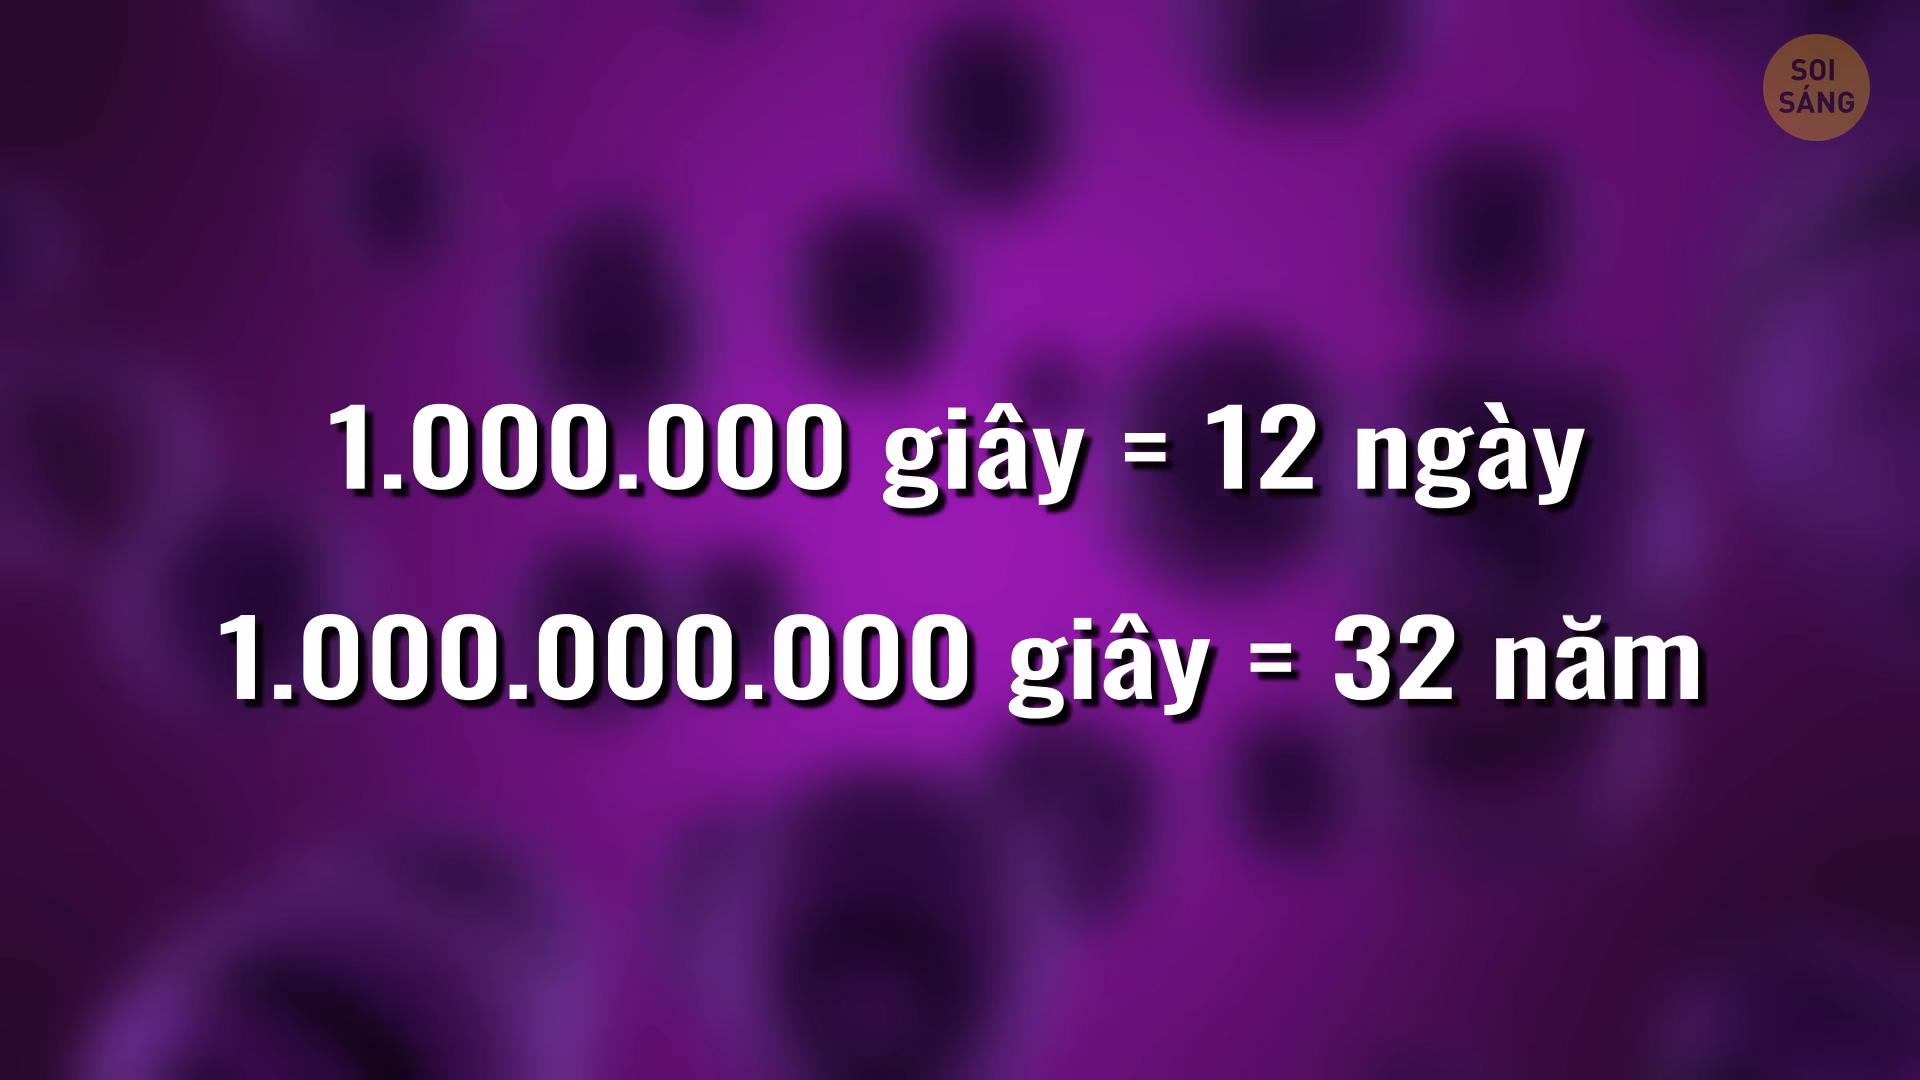 SOI
SÁNG
1.000.000 giây = 12 ngày
1.000.000.000 giây = 32 năm